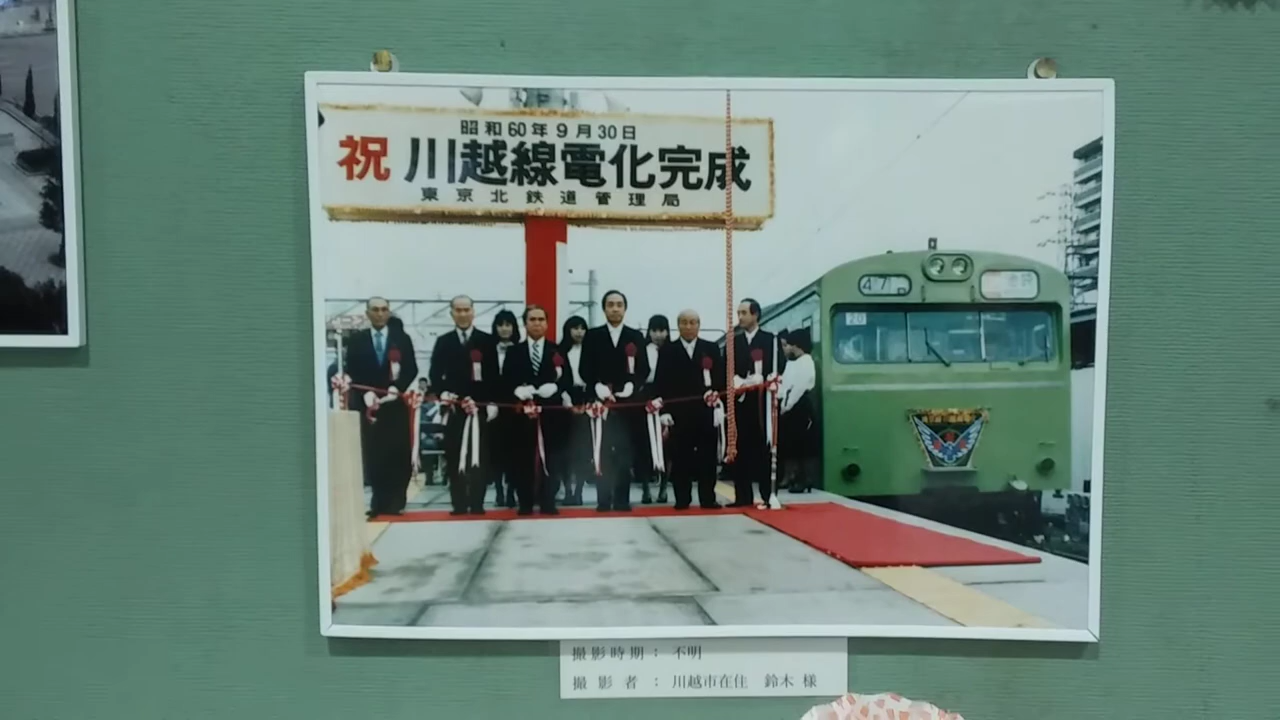 昭和60年9月30日
祝 川越線電化完成
東京北鉄道管理局
47
20
撮影時期： 不明
撮影者 ： 川越市在住 鈴木 様